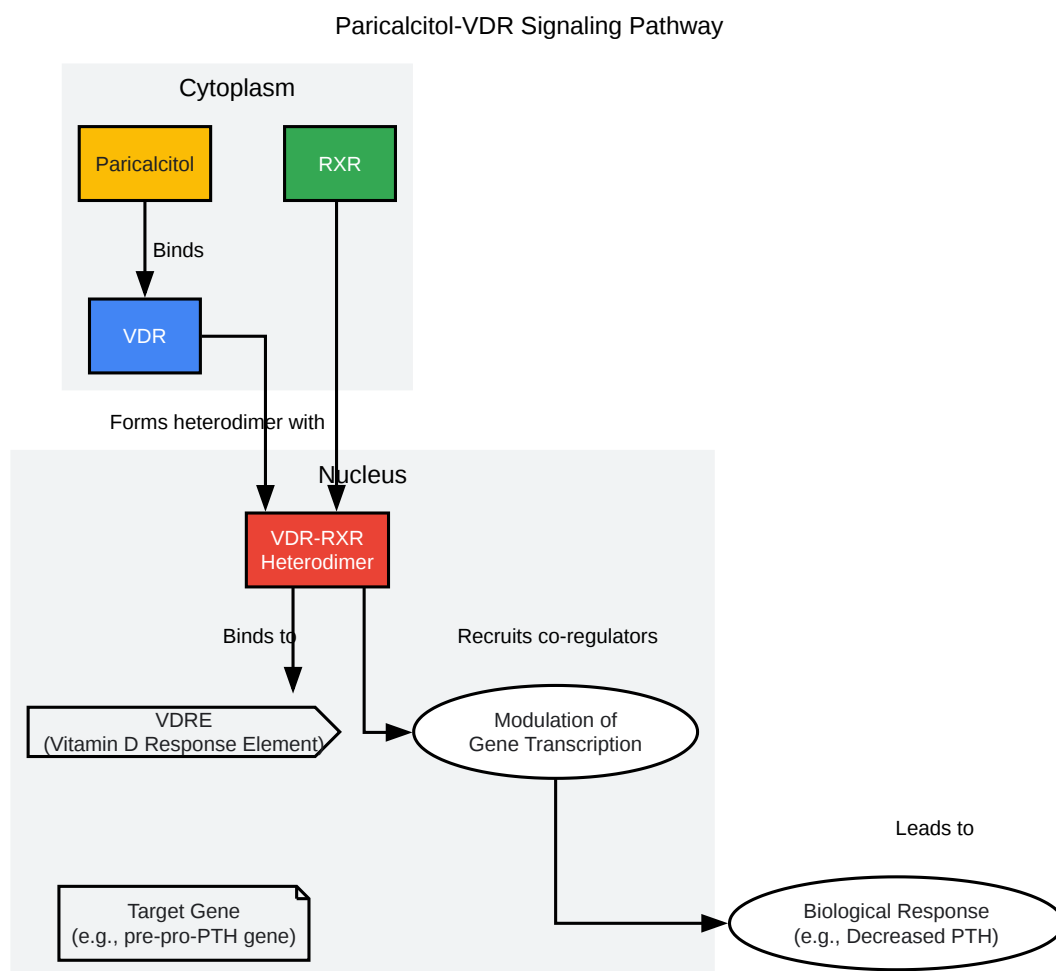 Paricalcitol-VDR Signaling Pathway
Cytoplasm
Paricalcitol
RXR
Binds
VDR
Forms heterodimer with
Nucleus
VDR-RXR
Heterodimer
Binds to
Recruits co-regulators
VDRE
(Vitamin D Response Element)
Modulation of
Gene Transcription
Leads to
Target Gene
(e.g., pre-pro-PTH gene)
Biological Response
(e.g., Decreased PTH)